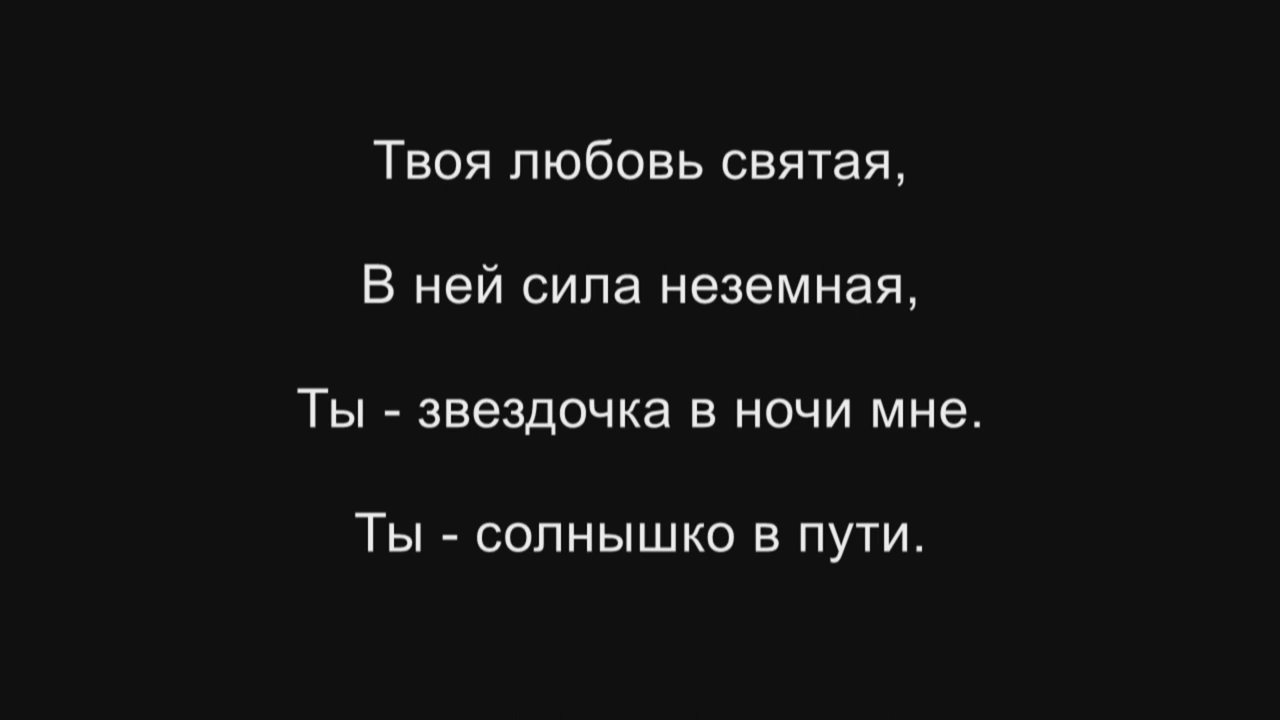 Твоя любовь святая,
В ней сила неземная,
Ты - звездочка в ночи мне.
Ты - солнышко в пути.